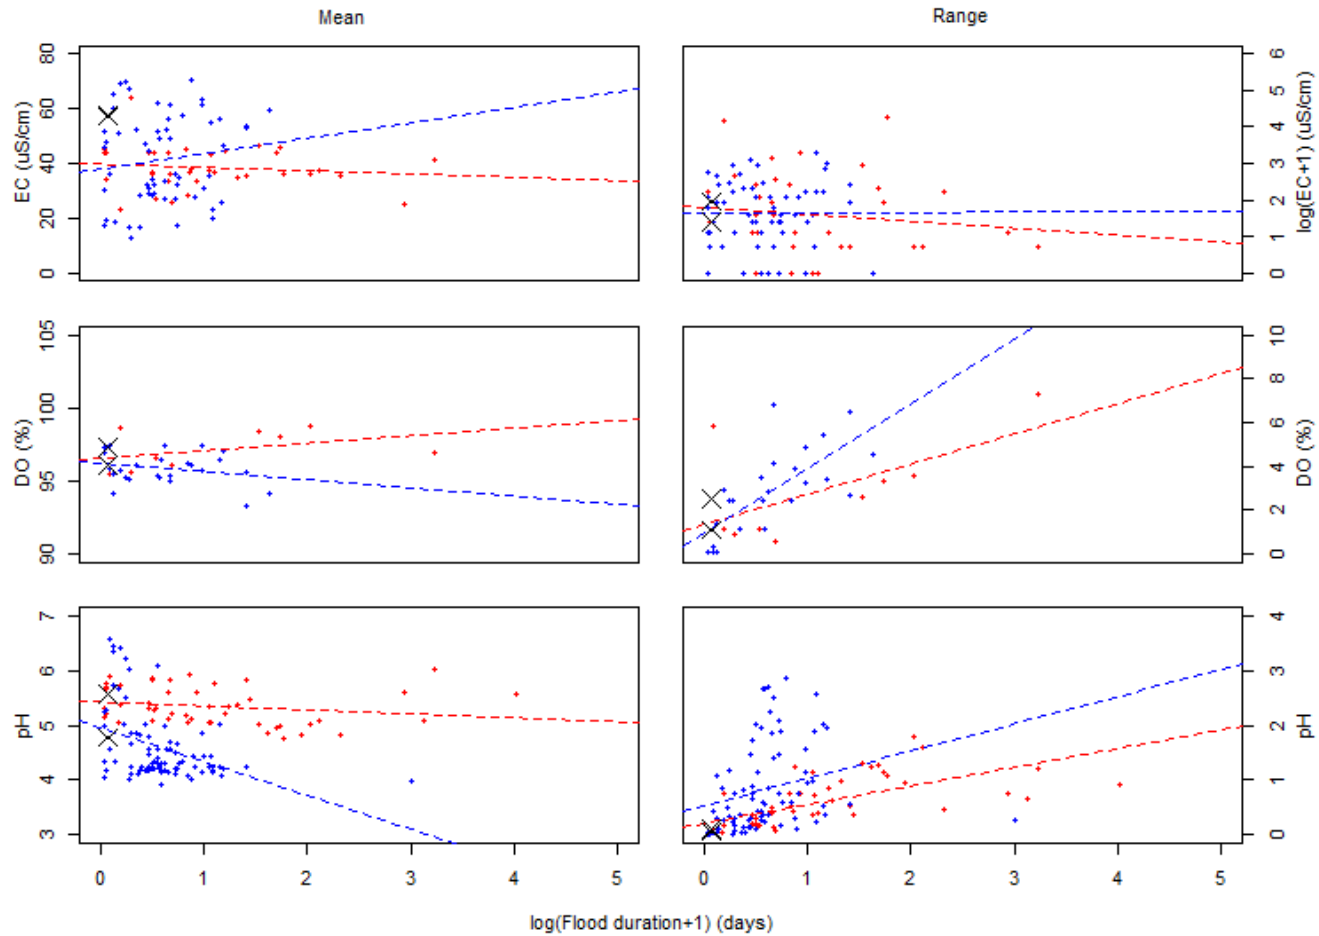 Mean
Range
EC (uS/cm)
0 20 40 60 80
log(EC+1) (uS/cm)
0 1 2 3 4 5 6
DO (%)
90 95 100 105
DO (%)
0 2 4 6 8 10
pH
3 4 5 6 7
pH
0 1 2 3 4
0 1 2 3 4 5
0 1 2 3 4 5
log(Flood duration+1) (days)